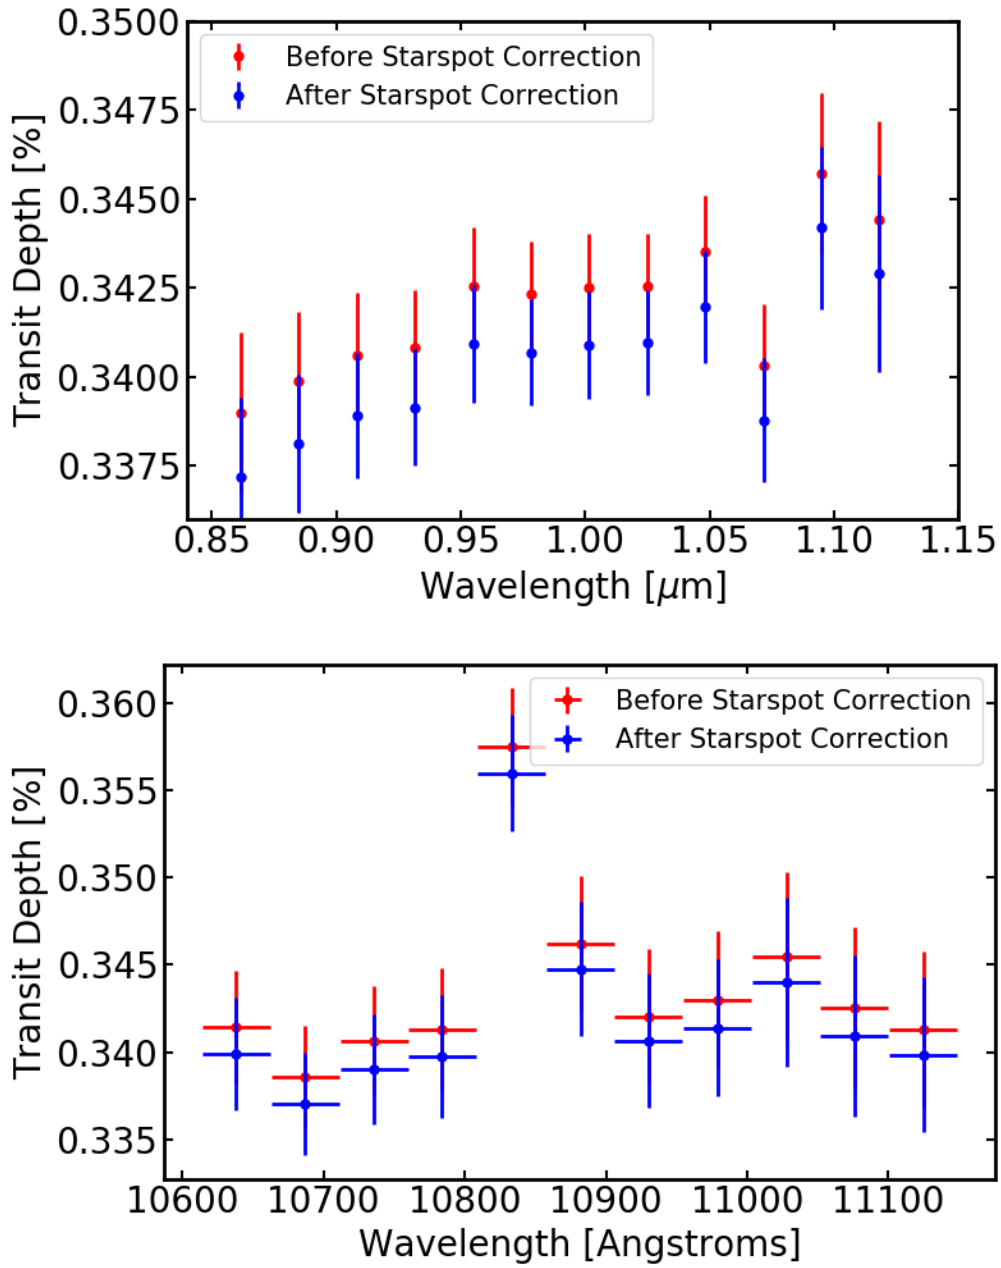 0.3500
0.3475
0.3450
0.3425
0.3400
0.3375
Transit Depth [%]
Before Starspot Correction
After Starspot Correction
0.85 0.90 0.95 1.00 1.05 1.10 1.15
Wavelength [μm]
0.360
0.355
0.350
0.345
0.340
0.335
Transit Depth [%]
Before Starspot Correction
After Starspot Correction
10600 10700 10800 10900 11000 11100
Wavelength [Angstroms]